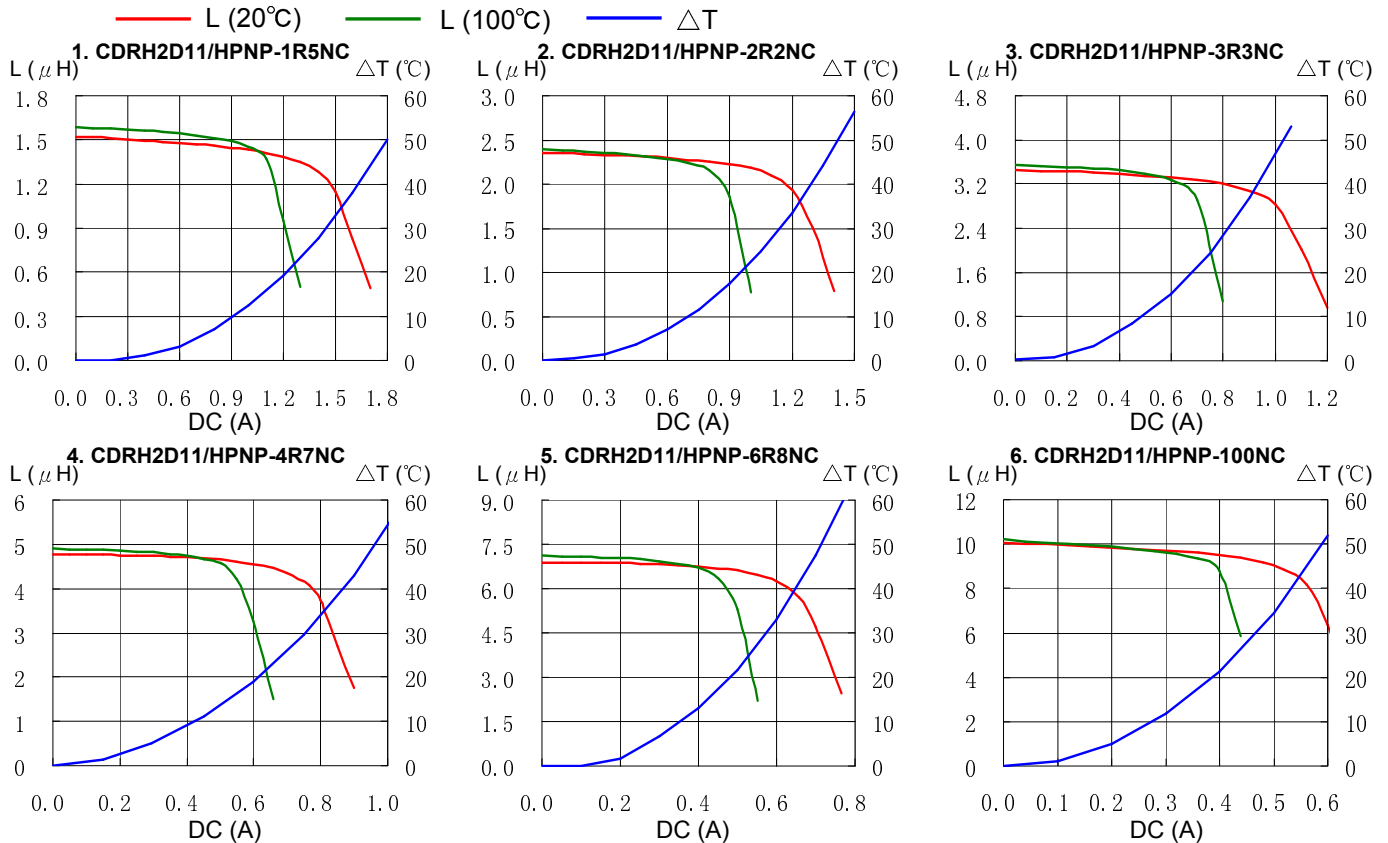 L (20℃) L (100℃) △T
1. CDRH2D11/HPNP-1R5NC
L (μH) △T (℃)
1.8 60
1.5 50
1.2 40
0.9 30
0.6 20
0.3 10
0.0 0
0.0 0.3 0.6 0.9 1.2 1.5 1.8
DC (A)
2. CDRH2D11/HPNP-2R2NC
L (μH) △T (℃)
3.0 60
2.5 50
2.0 40
1.5 30
1.0 20
0.5 10
0.0 0
0.0 0.3 0.6 0.9 1.2 1.5
DC (A)
3. CDRH2D11/HPNP-3R3NC
L (μH) △T (℃)
4.8 60
4.0 50
3.2 40
2.4 30
1.6 20
0.8 10
0.0 0
0.0 0.2 0.4 0.6 0.8 1.0 1.2
DC (A)
4. CDRH2D11/HPNP-4R7NC
L (μH) △T (℃)
6 60
5 50
4 40
3 30
2 20
1 10
0 0
0.0 0.2 0.4 0.6 0.8 1.0
DC (A)
5. CDRH2D11/HPNP-6R8NC
L (μH) △T (℃)
9.0 60
7.5 50
6.0 40
4.5 30
3.0 20
1.5 10
0.0 0
0.0 0.2 0.4 0.6 0.8
DC (A)
6. CDRH2D11/HPNP-100NC
L (μH) △T (℃)
12 60
10 50
8 40
6 30
4 20
2 10
0 0
0.0 0.1 0.2 0.3 0.4 0.5 0.6
DC (A)